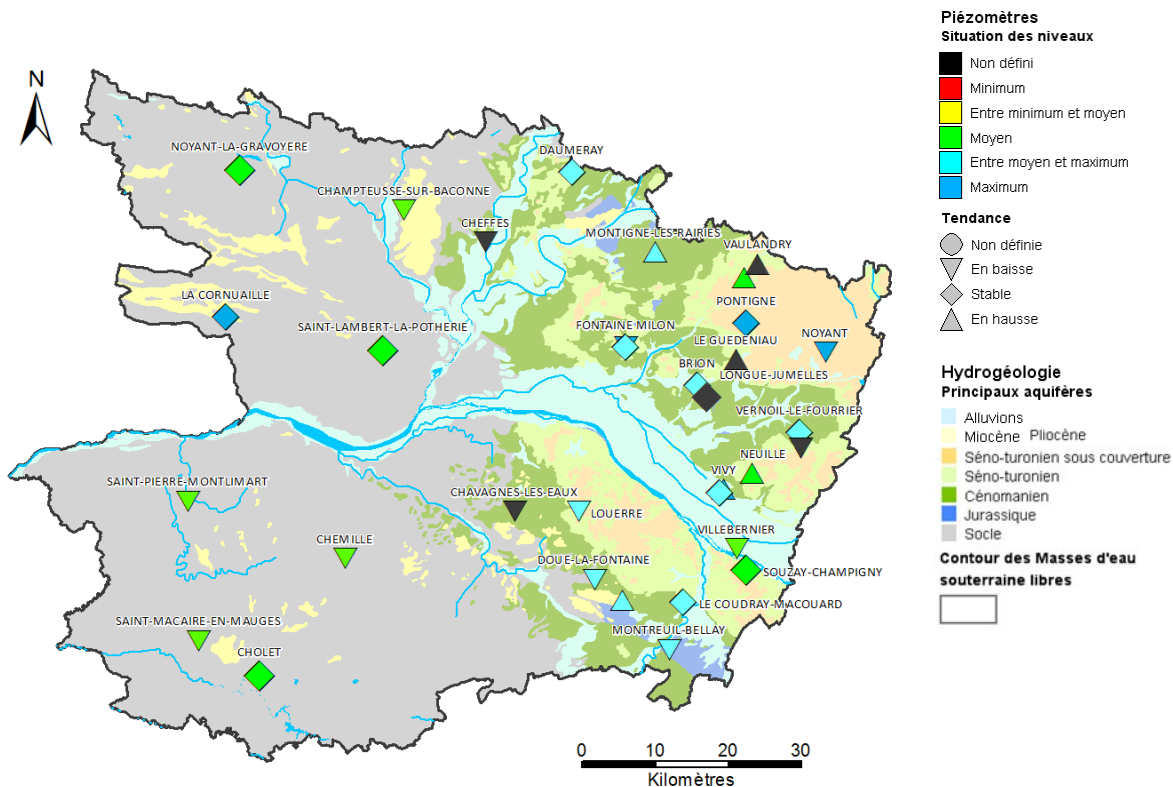 N
NOYANT-LA-GRAVOYERE
DAUMERAY
CHAMPTEUSSE-SUR-BACONNE
CHEFFES
MONTIGNE-LES-RAIRIES
VAULANDRY
LA CORNUAILLE
PONTIGNE
SAINT-LAMBERT-LA-POTHERIE
FONTAINE MILON
NOYANT
LE GUEDENIAU
BRION
LONGUE-JUMELLES
VERNOIL-LE-FOURRIER
NEUILLE
VIVY
SAINT-PIERRE-MONTLIMART
CHAVAGNES-LES-EAUX
LOUERRE
VILLEBERNIER
CHEMILLE
DOUE-LA-FONTAINE
SOUZAY-CHAMPIGNY
LE COUDRAY-MACOUARD
SAINT-MACAIRE-EN-MAUGES
MONTREUIL-BELLAY
CHOLET
0 10 20 30
Kilomètres
Piézomètres
Situation des niveaux
Non défini
Minimum
Entre minimum et moyen
Moyen
Entre moyen et maximum
Maximum
Tendance
Non définie
En baisse
Stable
En hausse
Hydrogéologie
Principaux aquifères
Alluvions
Miocène Pliocène
Séno-turonien sous couverture
Séno-turonien
Cénomanien
Jurassique
Socle
Contour des Masses d'eau
souterraine libres